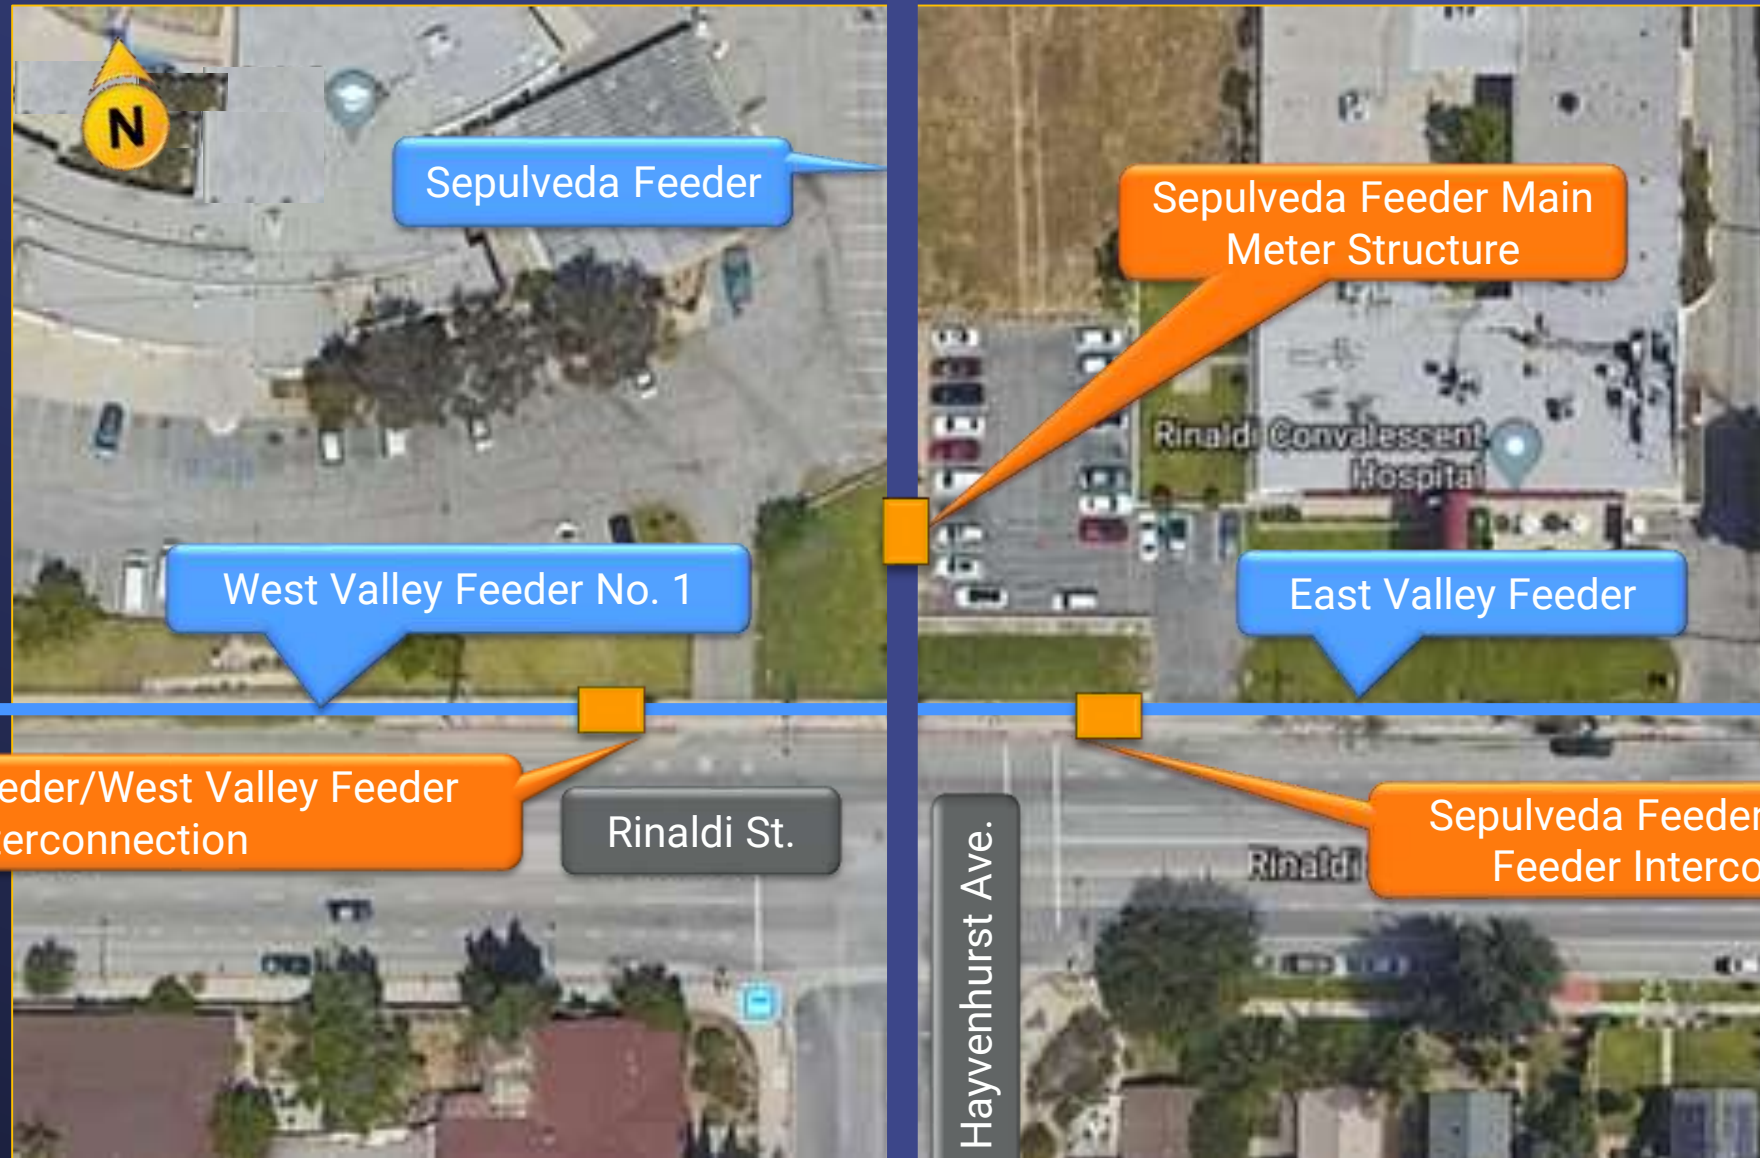 N
Sepulveda Feeder
Sepulveda Feeder Main
Meter Structure
Rinaldi Convalescent
Hospital
West Valley Feeder No. 1
East Valley Feeder
eder/West Valley Feeder
terconnection
Rinaldi St.
Hayvenhurst Ave.
Rinaldi
Sepulveda Feeder
Feeder Interco